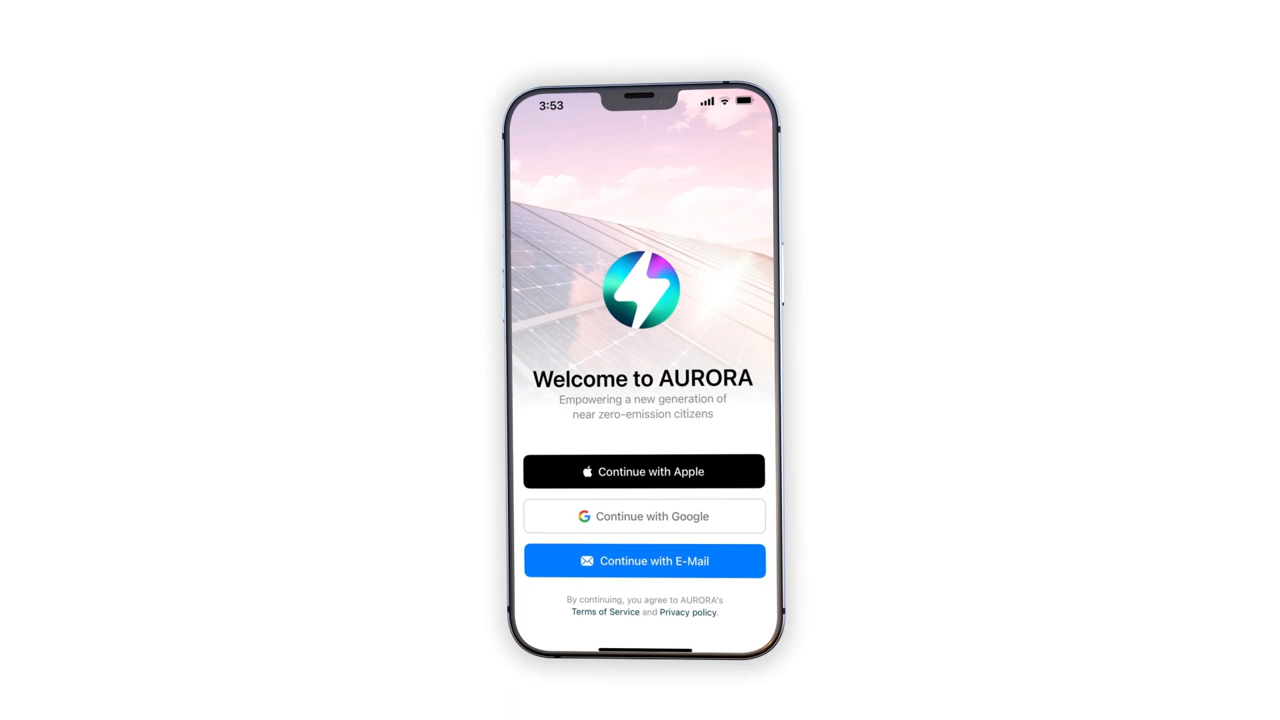 3:53
Welcome to AURORA
Empowering a new generation of
near zero-emission citizens
Continue with Apple
Continue with Google
Continue with E-Mail
By continuing, you agree to AURORA's
Terms of Service and Privacy policy.